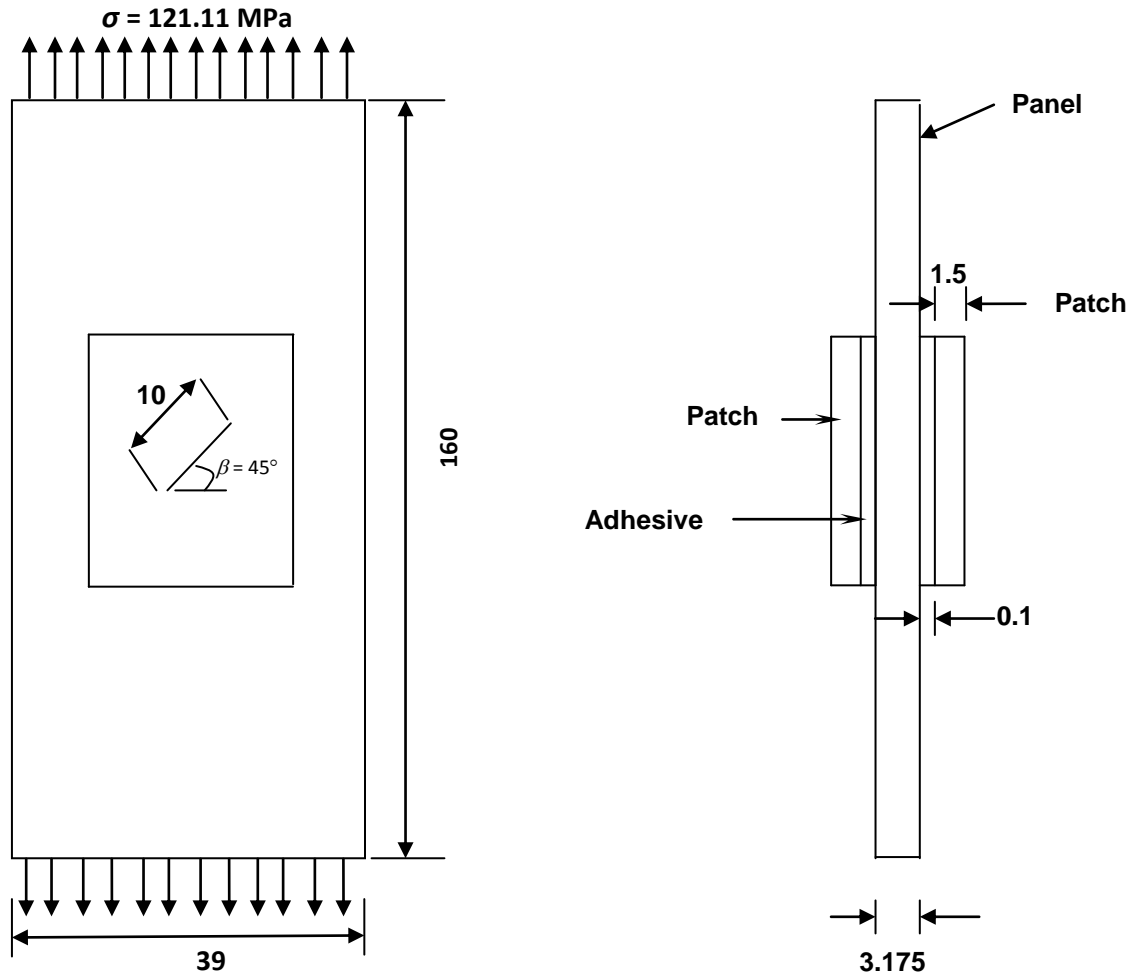 σ = 121.11 MPa
Panel
1.5
Patch
10
Patch
β = 45°
160
Adhesive
0.1
39
3.175